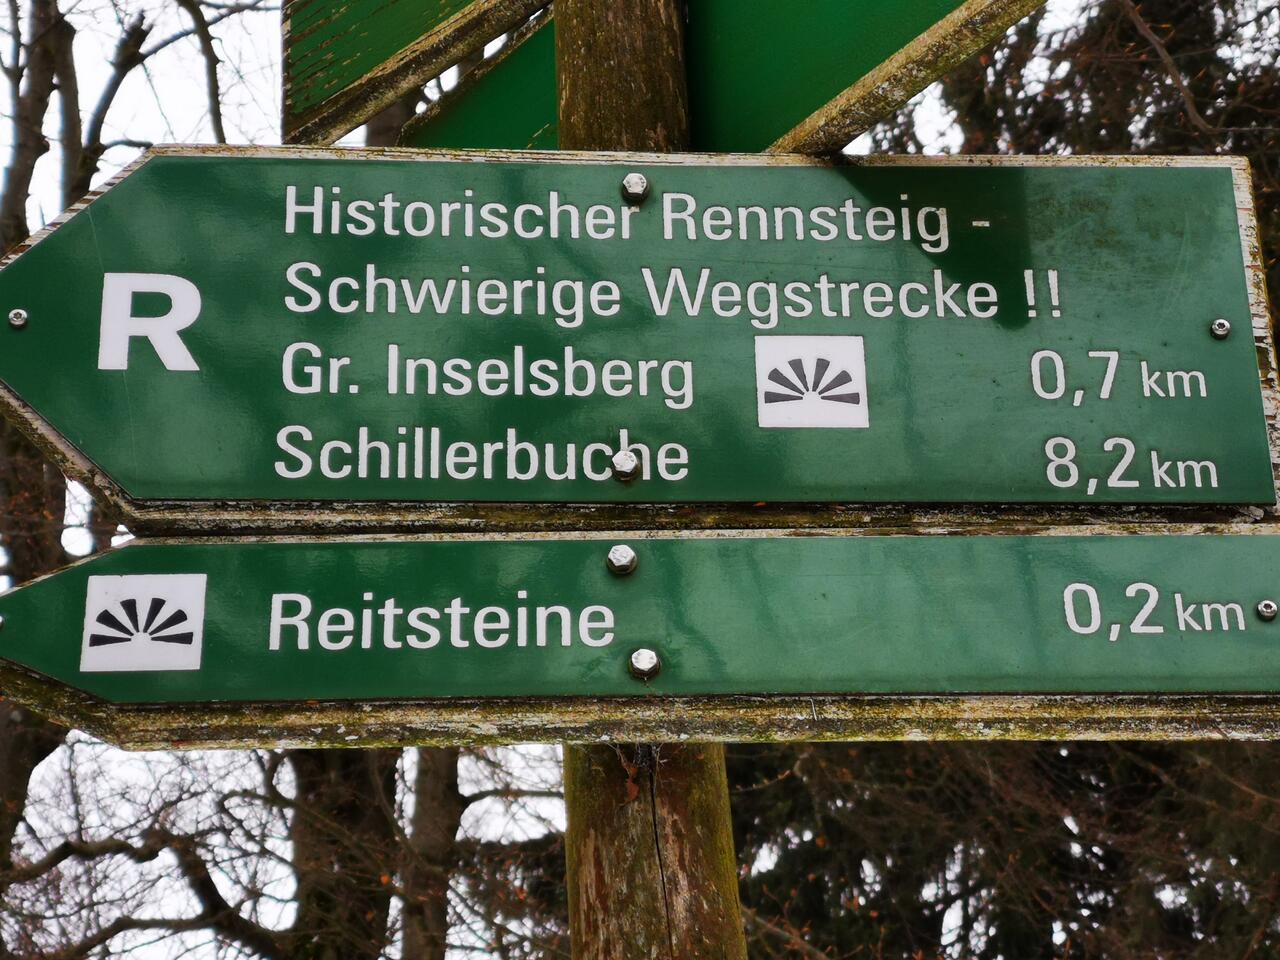 Historischer Rennsteig -
R
Schwierige Wegstrecke !!
Gr. Inselsberg 0,7 km
Schillerbuche 8,2 km
Reitsteine 0,2 km